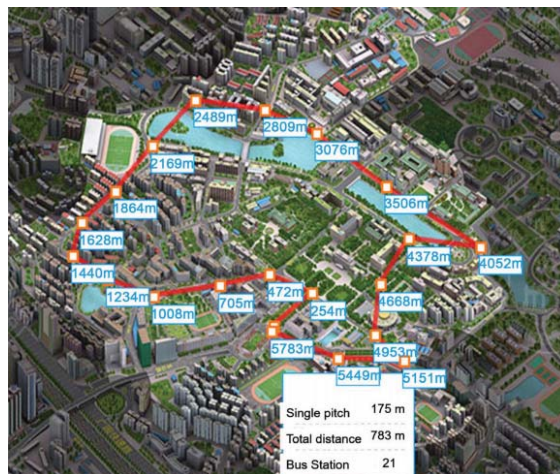 2489m
2809m
3076m
2169m
3506m
1864m
1628m
4378m
4052m
1440m
472m
1234m
705m
4668m
1008m
254m
5783m
4953m
5449m
5151m
Single pitch 175 m
Total distance 783 m
Bus Station 21